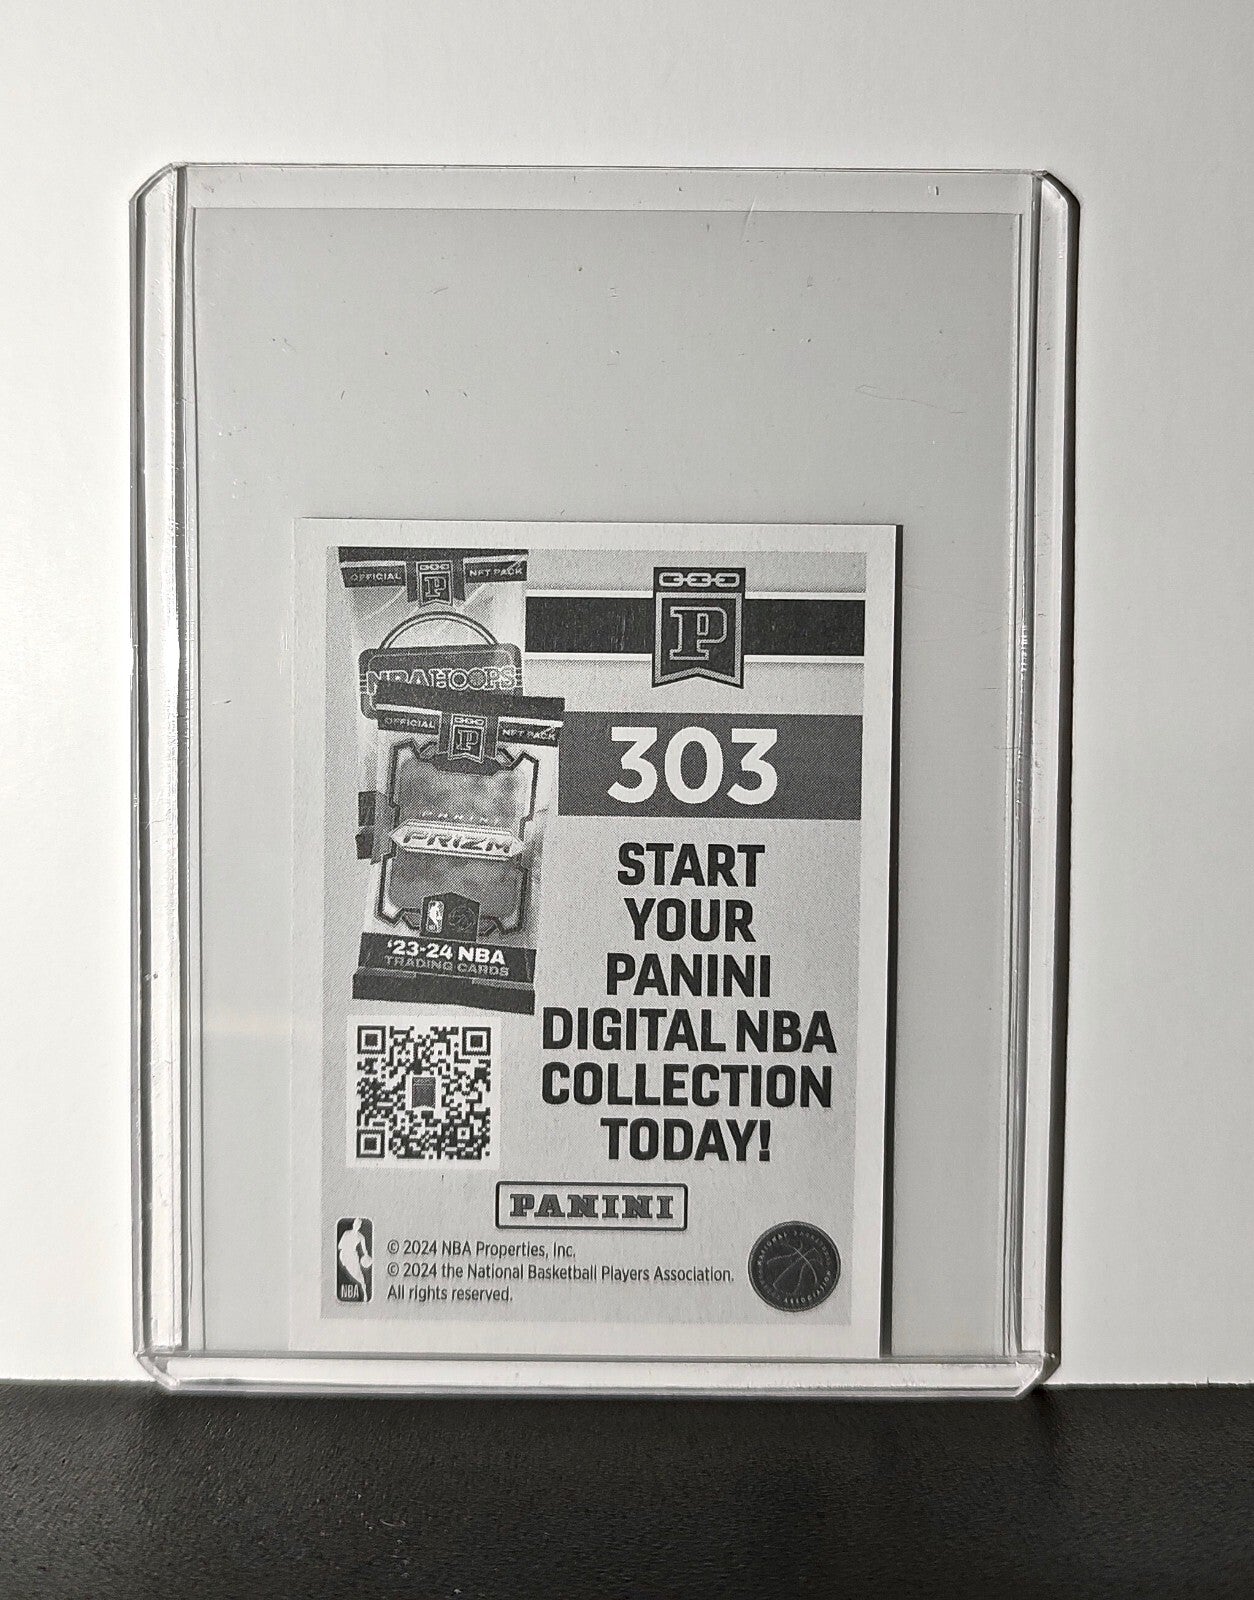 OFFICIAL P NFT PACK
NBA HOOPS
OFFICIAL P NFT PACK
PANINI
PRIZM
'23-24 NBA
TRADING CARDS
P
303
START
YOUR
PANINI
DIGITAL NBA
COLLECTION
TODAY!
PANINI
NBA
© 2024 NBA Properties, Inc.
© 2024 the National Basketball Players Association.
All rights reserved.